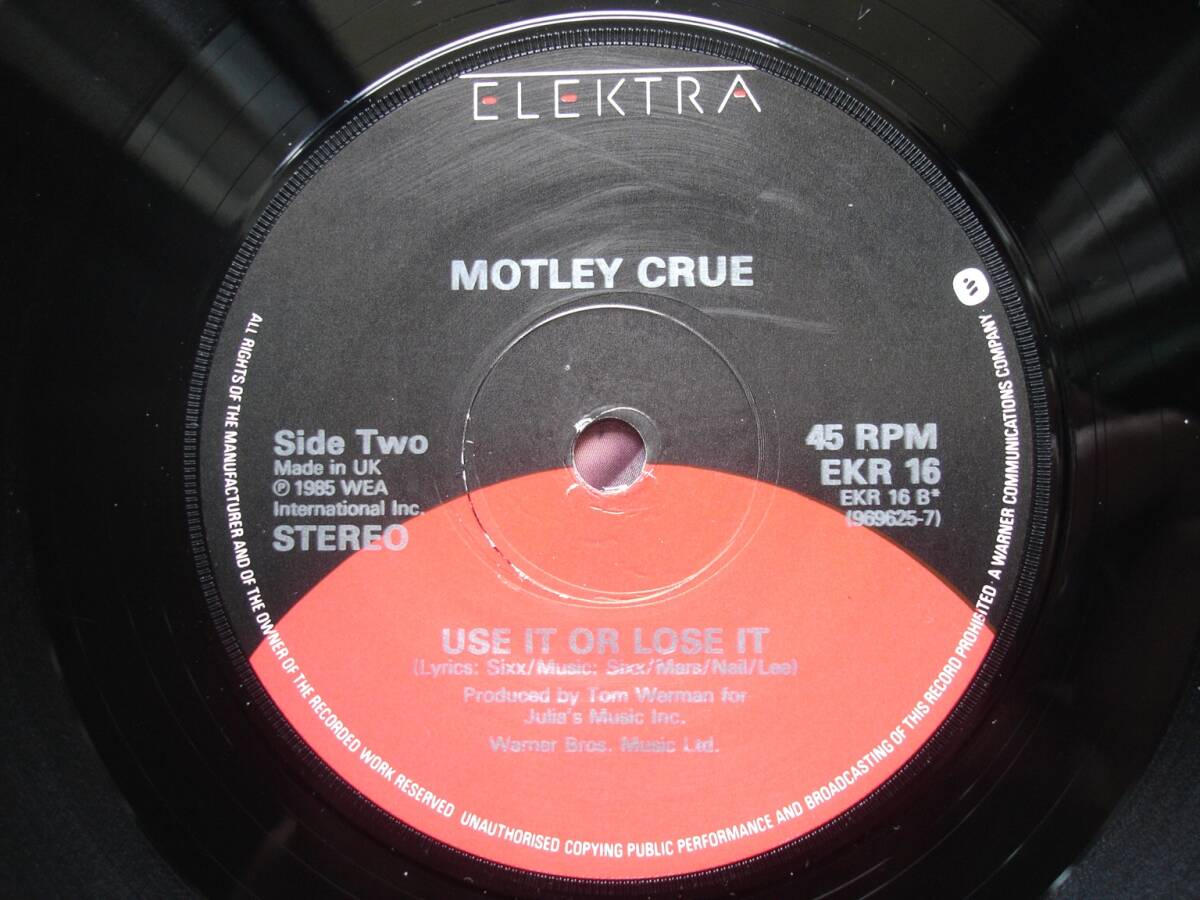 ELEKTRA
MOTLEY CRUE
Side Two
Made in UK
℗ 1985 WEA
International Inc.
STEREO
45 RPM
EKR 16
EKR 16 B*
(969625-7)
USE IT OR LOSE IT
(Lyrics: Sixx/Music: Sixx/Mars/Neil/Lee)
Produced by Tom Werman for
Julia's Music Inc.
Warner Bros. Music Ltd.
ALL RIGHTS OF THE MANUFACTURER AND OF THE OWNER OF THE RECORDED WORK RESERVED UNAUTHORISED COPYING PUBLIC PERFORMANCE AND BROADCASTING OF THIS RECORD PROHIBITED · A WARNER COMMUNICATIONS COMPANY